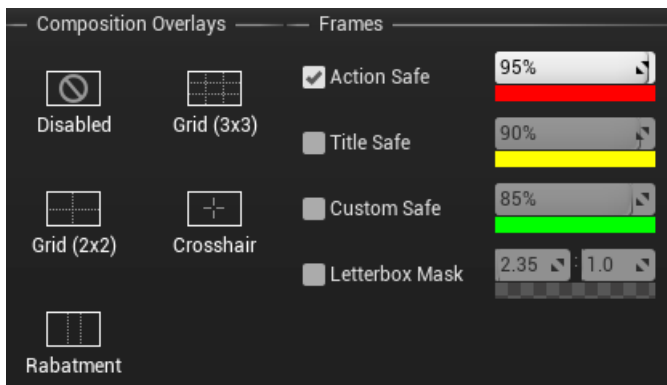 Composition Overlays
Frames
Disabled
Grid (3x3)
Grid (2x2)
Crosshair
Rabatment
Action Safe
95%
Title Safe
90%
Custom Safe
85%
Letterbox Mask
2.35 : 1.0